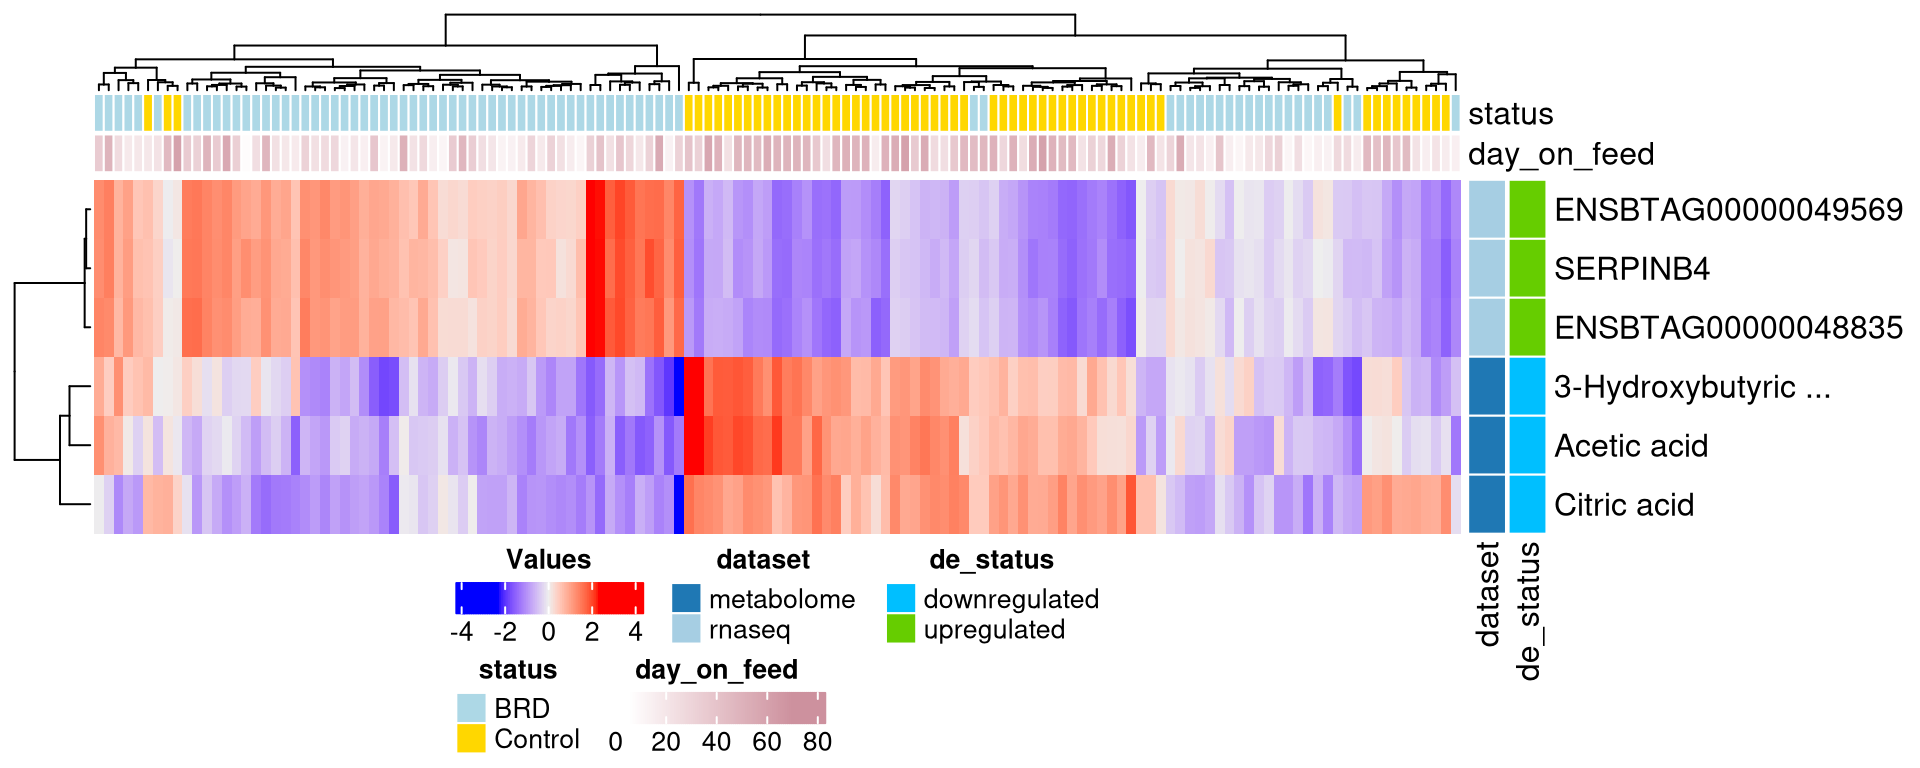 status
day_on_feed
ENSBTAG00000049569
SERPINB4
ENSBTAG00000048835
3-Hydroxybutyric ...
Acetic acid
Citric acid
dataset
de_status
Values
-4 -2 0 2 4
dataset
metabolome
rnaseq
de_status
downregulated
upregulated
status
BRD
Control
day_on_feed
0 20 40 60 80